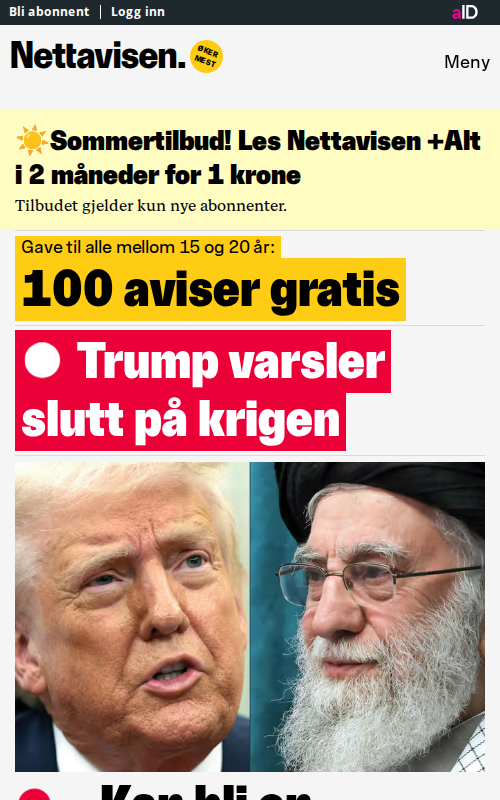 Bli abonnent
Logg inn
aID
Nettavisen.
ØKER
MEST
Meny
☀️Sommertilbud! Les Nettavisen +Alt
i 2 måneder for 1 krone
Tilbudet gjelder kun nye abonnenter.
Gave til alle mellom 15 og 20 år:
100 aviser gratis
Trump varsler
slutt på krigen